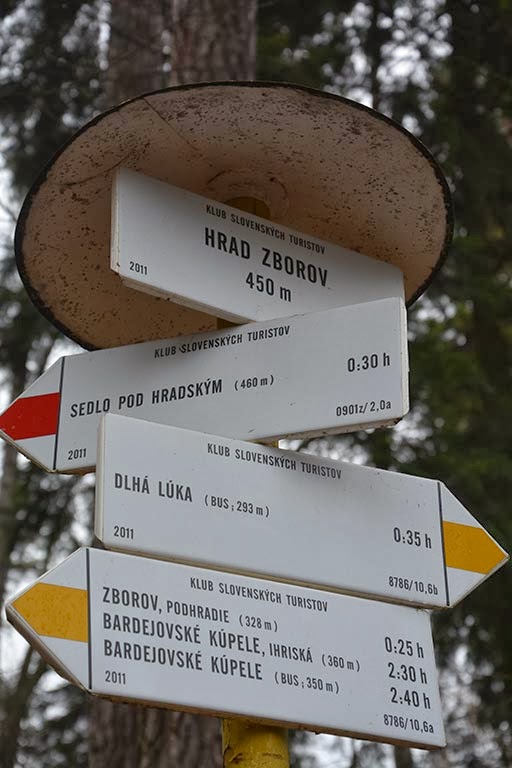 KLUB SLOVENSKÝCH TURISTOV
HRAD ZBOROV
450 m
2011
KLUB SLOVENSKÝCH TURISTOV
SEDLO POD HRADSKÝM (460 m) 0:30 h
2011 0901z/2,0a
KLUB SLOVENSKÝCH TURISTOV
DLHÁ LÚKA (BUS; 293 m) 0:35 h
2011 8786/10,6b
KLUB SLOVENSKÝCH TURISTOV
ZBOROV, PODHRADIE (328 m) 0:25 h
BARDEJOVSKÉ KÚPELE, IHRISKÁ (360 m) 2:30 h
BARDEJOVSKÉ KÚPELE (BUS; 350 m) 2:40 h
2011 8786/10,6a